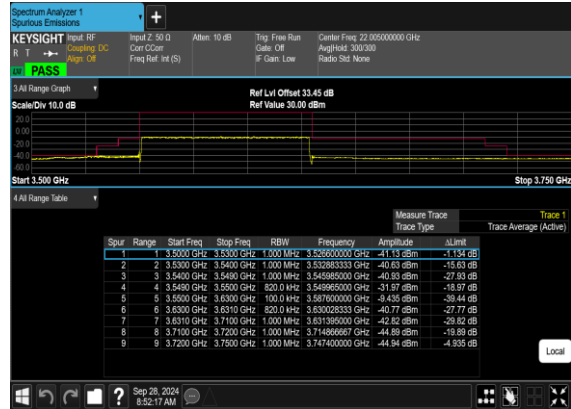 Spectrum Analyzer 1
Spurious Emissions
KEYSIGHT
R T
Input: RF
Coupling: DC
Align: Off
Input Z: 50 Ω
Corr CCorr
Freq Ref: Int (S)
Atten: 10 dB
Trig: Free Run
Gate: Off
IF Gain: Low
Center Freq: 22.005000000 GHz
Avg|Hold: 300/300
Radio Std: None
PASS
3 All Range Graph
Scale/Div 10.0 dB
Ref Lvl Offset 33.45 dB
Ref Value 30.00 dBm
20.0
0.00
-20.0
-40.0
-60.0
Start 3.500 GHz
Stop 3.750 GHz
4 All Range Table
Measure Trace Trace 1
Trace Type Trace Average (Active)
Spur Range Start Freq Stop Freq RBW Frequency Amplitude ΔLimit
1 1 3.5000 GHz 3.5300 GHz 1.000 MHz 3.526600000 GHz -41.13 dBm -1.134 dB
2 2 3.5300 GHz 3.5400 GHz 1.000 MHz 3.532883333 GHz -40.63 dBm -15.63 dB
3 3 3.5400 GHz 3.5490 GHz 1.000 MHz 3.545985000 GHz -40.93 dBm -27.93 dB
4 4 3.5490 GHz 3.5500 GHz 820.0 kHz 3.549965000 GHz -31.97 dBm -18.97 dB
5 5 3.5500 GHz 3.6300 GHz 100.0 kHz 3.587600000 GHz -9.435 dBm -39.44 dB
6 6 3.6300 GHz 3.6310 GHz 820.0 kHz 3.630028333 GHz -40.77 dBm -27.77 dB
7 7 3.6310 GHz 3.7100 GHz 1.000 MHz 3.631395000 GHz -42.82 dBm -29.82 dB
8 8 3.7100 GHz 3.7200 GHz 1.000 MHz 3.714866667 GHz -44.89 dBm -19.89 dB
9 9 3.7200 GHz 3.7500 GHz 1.000 MHz 3.747400000 GHz -44.94 dBm -4.935 dB
Local
Sep 28, 2024
8:52:17 AM